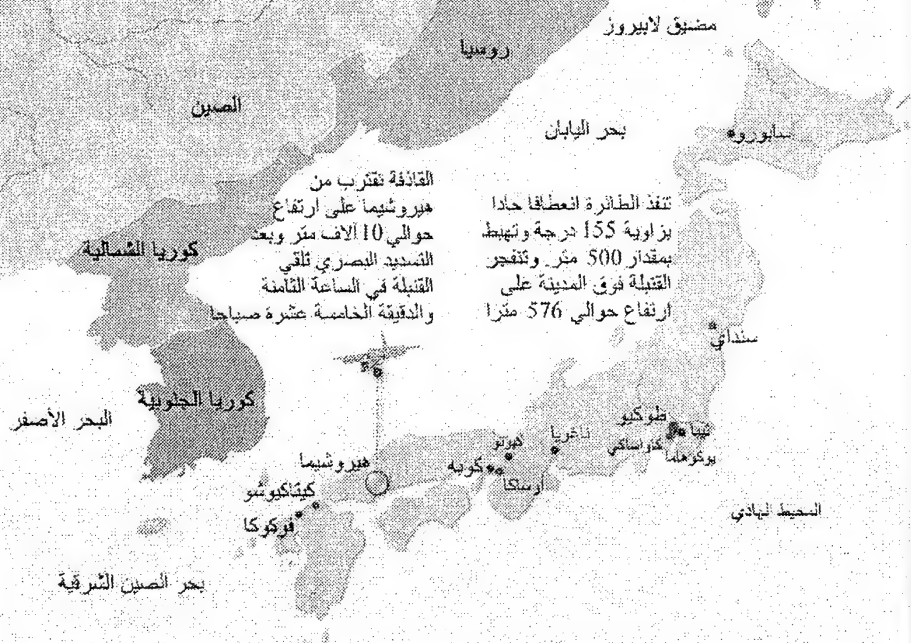 مضيق لابيروز
روسيا
الصين
بحر اليابان
سابورو
القاذفة تقترب من
هيروشيما على ارتفاع
حوالي 10 آلاف متر وبعد
التسديد البصري تلقي
القنبلة في الساعة الثامنة
والدقيقة الخامسة عشرة صباحا
تنفذ الطائرة انعطافا حادا
بزاوية 155 درجة وتهبط
بمقدار 500 متر وتنفجر
القنبلة فوق المدينة على
ارتفاع حوالي 576 مترا
كوريا الشمالية
سنداي
كوريا الجنوبية
البحر الأصفر
طوكيو
تيبا
كاواساكي
يوكوهاما
ناغريا
كيوتو
كوبه
أرساكا
هيروشيما
كيتاكيوشو
فوكوكا
المحيط الهادي
بحر الصين الشرقية